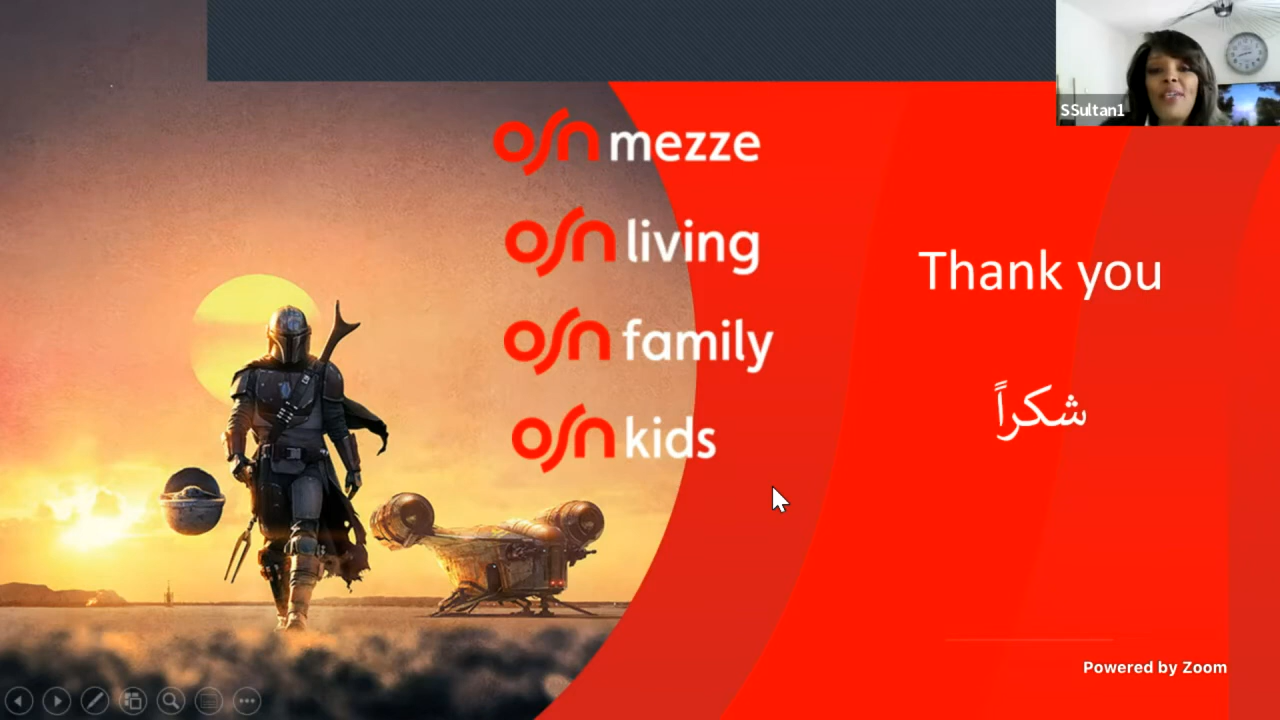 SSultan1
osn mezze
osn living
osn family
osn kids
Thank you
شكراً
Powered by Zoom